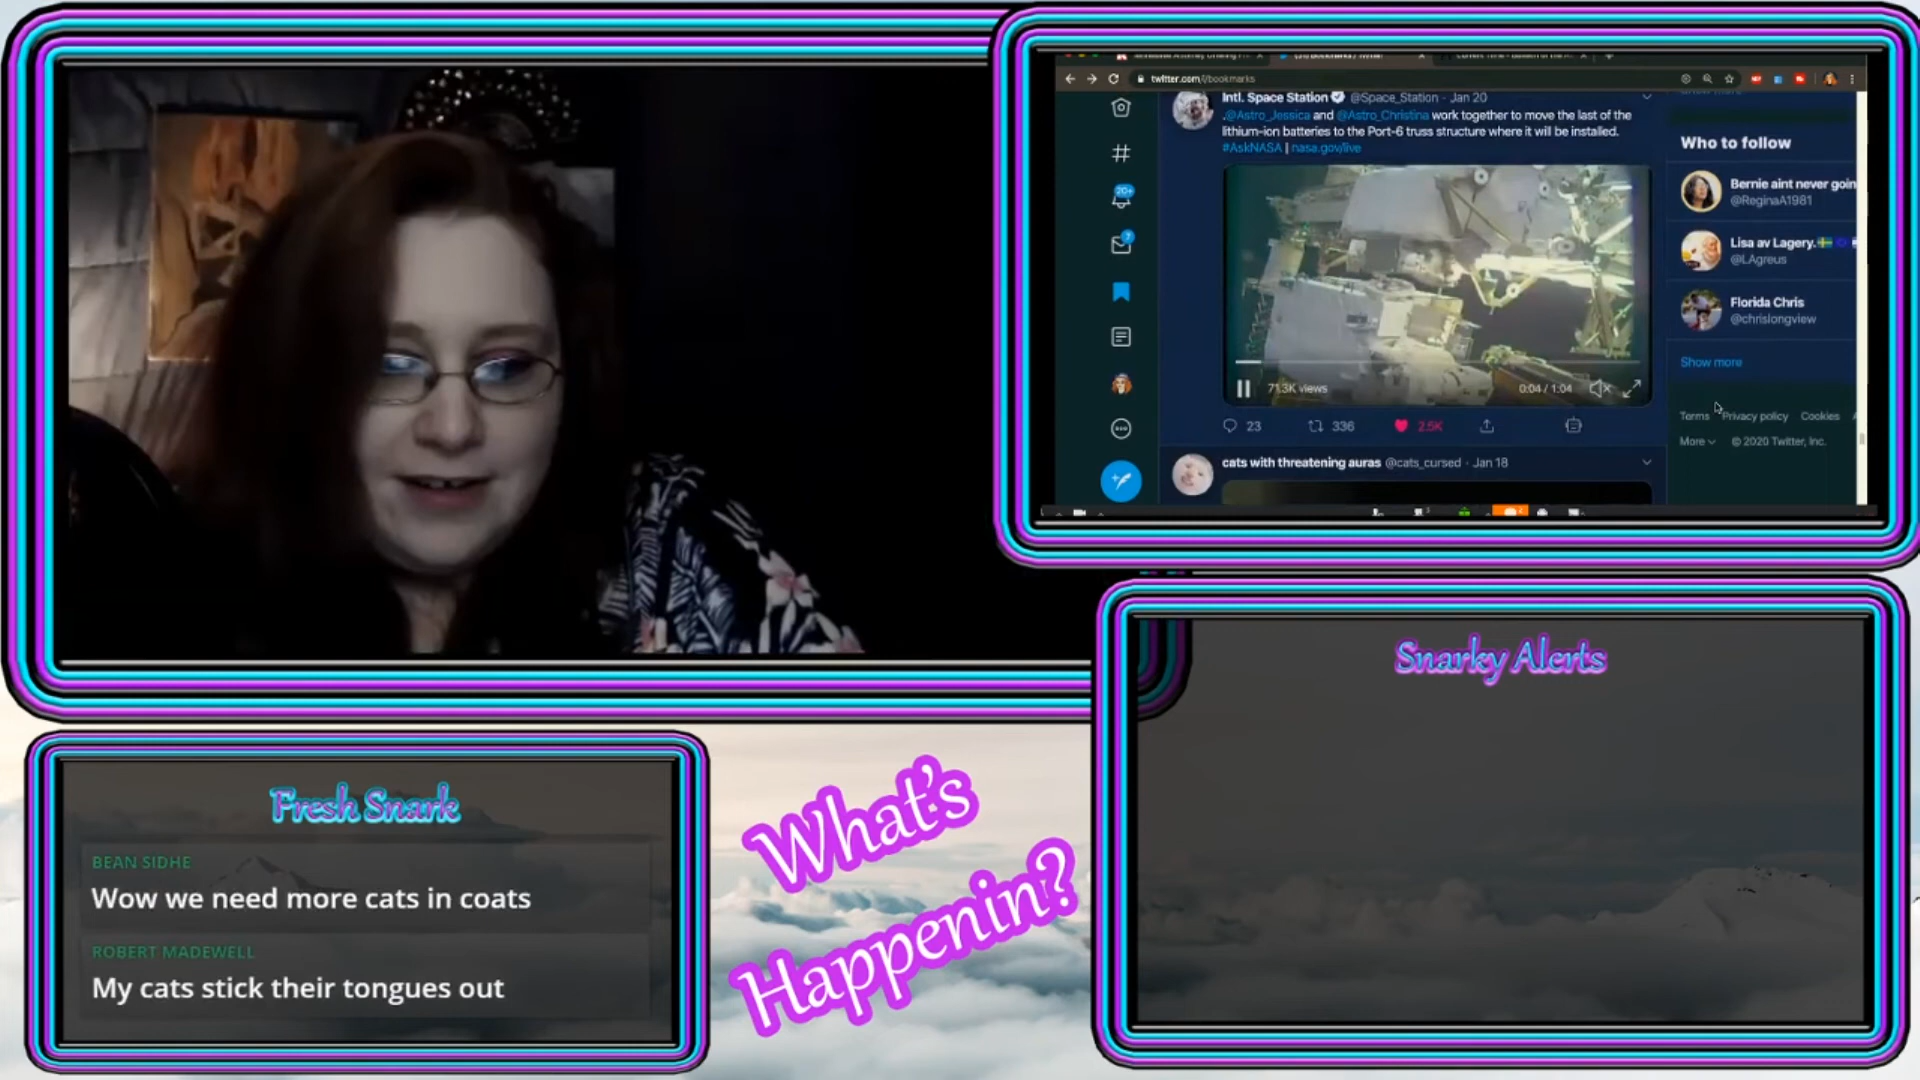 twitter.com/i/bookmarks
Intl. Space Station @Space_Station · Jan 20
.@Astro_Jessica and @Astro_Christina work together to move the last of the
lithium-ion batteries to the Port-6 truss structure where it will be installed.
#AskNASA | nasa.gov/live
20+
7
71.3K views
0:04 / 1:04
23
336
2.5K
cats with threatening auras @cats_cursed · Jan 18
Who to follow
Bernie aint never goin
@ReginaA1981
Lisa av Lagery.
@LAgreus
Florida Chris
@chrislongview
Show more
Terms Privacy policy Cookies
More © 2020 Twitter, Inc.
Snarky Alerts
Fresh Snark
BEAN SIDHE
Wow we need more cats in coats
ROBERT MADEWELL
My cats stick their tongues out
What's
Happenin?